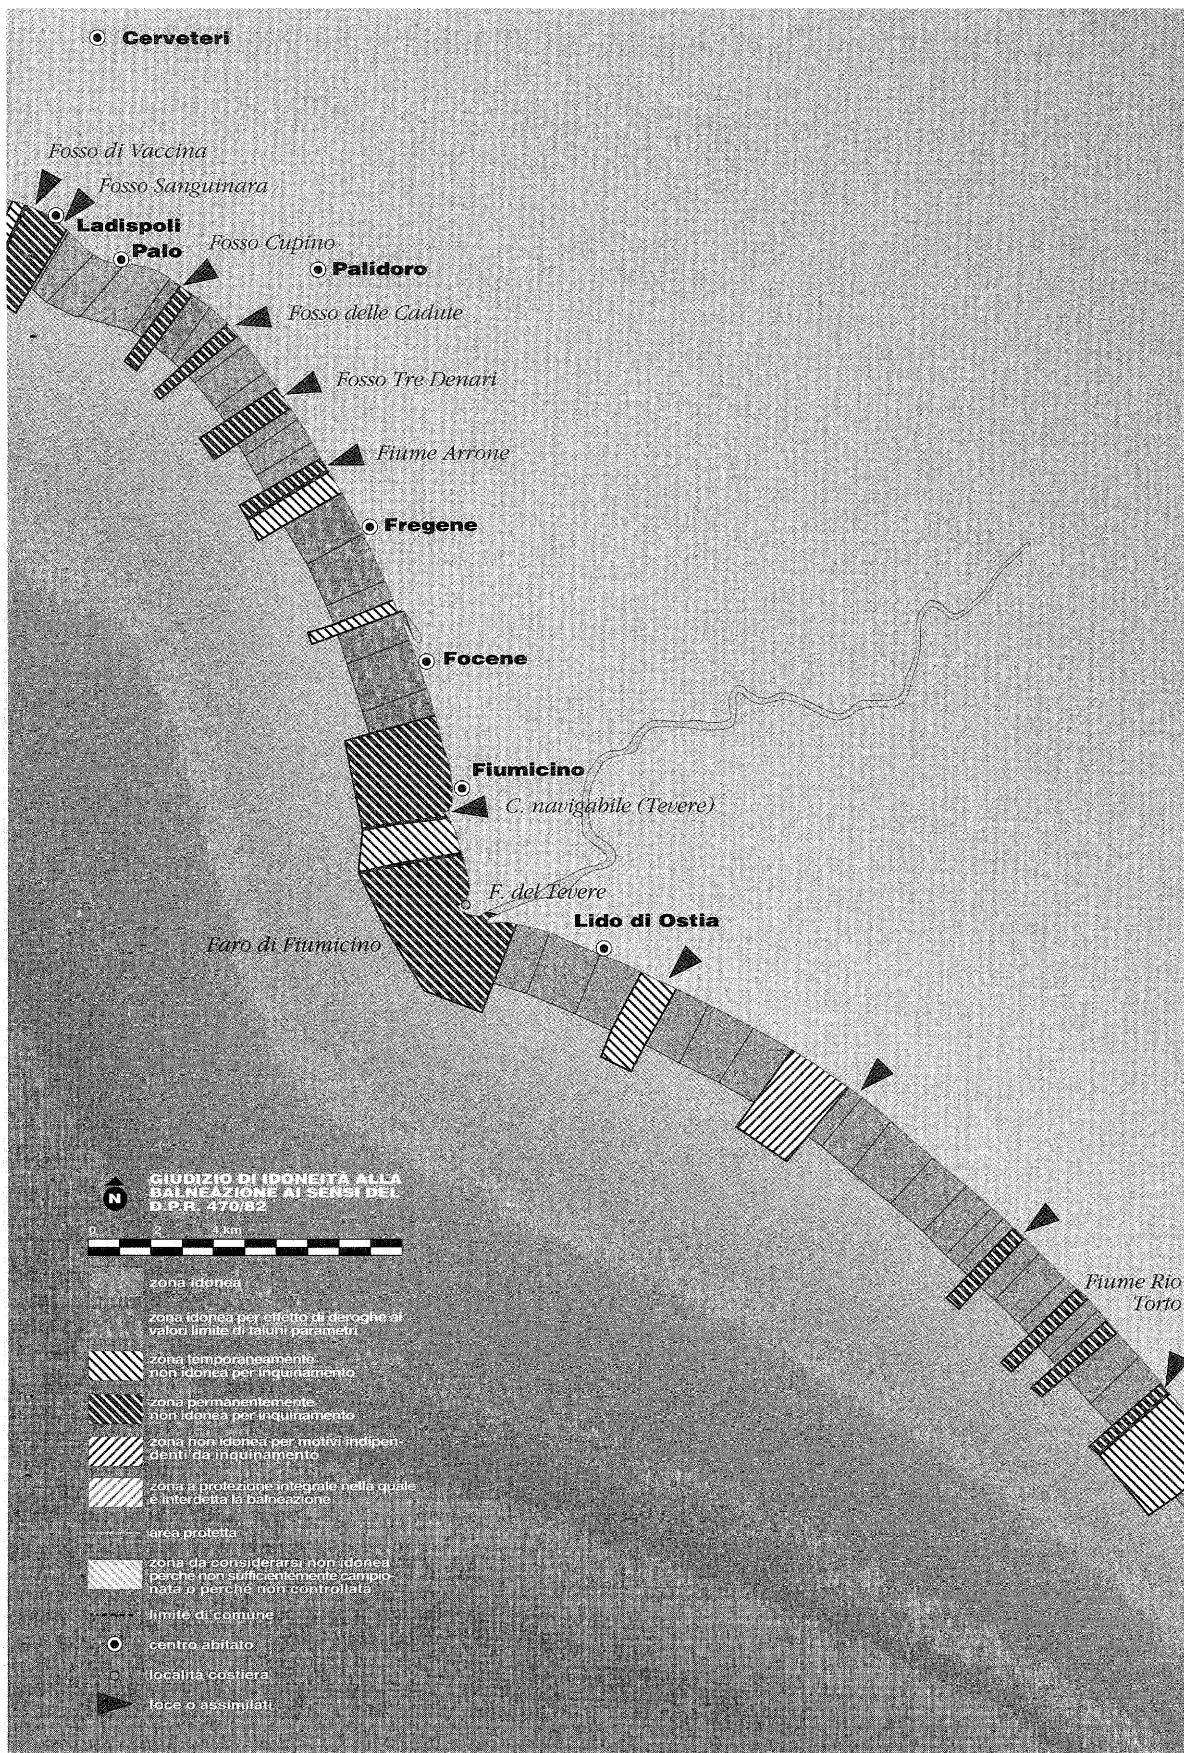 Cerveteri
Fosso di Vaccina
Fosso Sanguinara
Ladispoli
Palo
Fosso Cupino
Palidoro
Fosso delle Cadute
Fosso Tre Denari
Fiume Arrone
Fregene
Focene
Fiumicino
C. navigabile (Tevere)
F. del Tevere
Lido di Ostia
Faro di Fiumicino
Fiume Rio
Torto
N
GIUDIZIO DI IDONEITÀ ALLA
BALNEAZIONE AI SENSI DEL
D.P.R. 470/82
0 2 4 km
zona idonea
zona idonea per effetto di deroghe ai
valori limite di taluni parametri
zona temporaneamente
non idonea per inquinamento
zona permanentemente
non idonea per inquinamento
zona non idonea per motivi indipen-
denti da inquinamento
zona a protezione integrale nella quale
è interdetta la balneazione
area protetta
zona da considerarsi non idonea
perché non sufficientemente campio-
nata o perché non controllata
limite di comune
centro abitato
località costiera
foce o assimilati